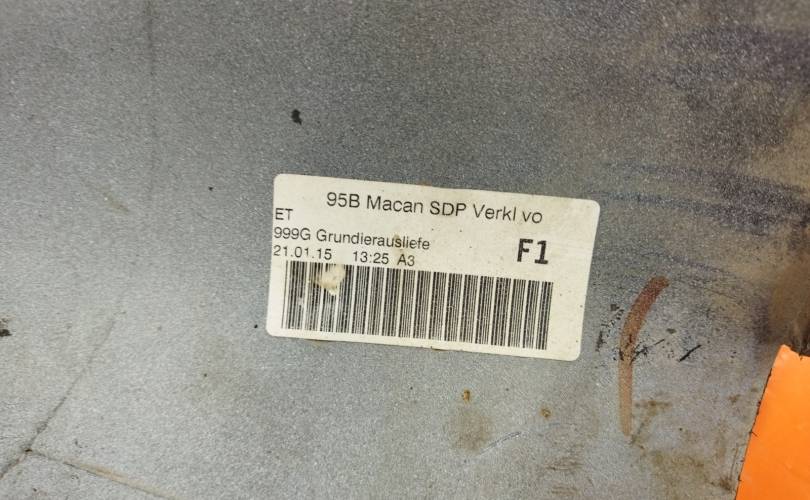 95B Macan SDP Verkl vo
ET
999G Grundierausliefe
F1
21.01.15 13:25 A3